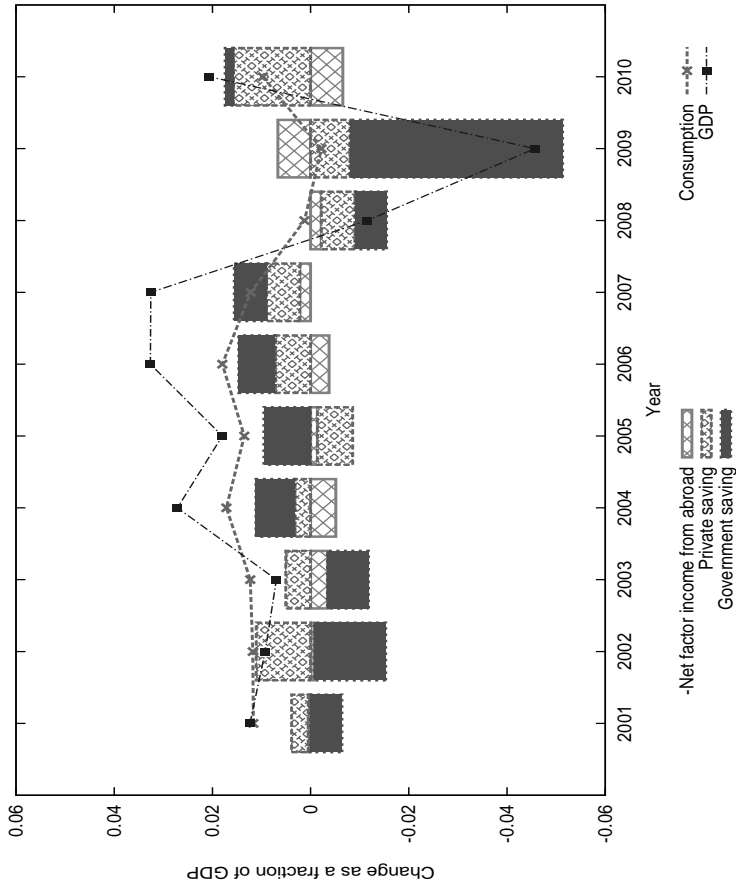 Change as a fraction of GDP
0.06
0.04
0.02
0
-0.02
-0.04
-0.06
2001
2002
2003
2004
2005
2006
2007
2008
2009
2010
Year
-Net factor income from abroad
Private saving
Government saving
Consumption
GDP